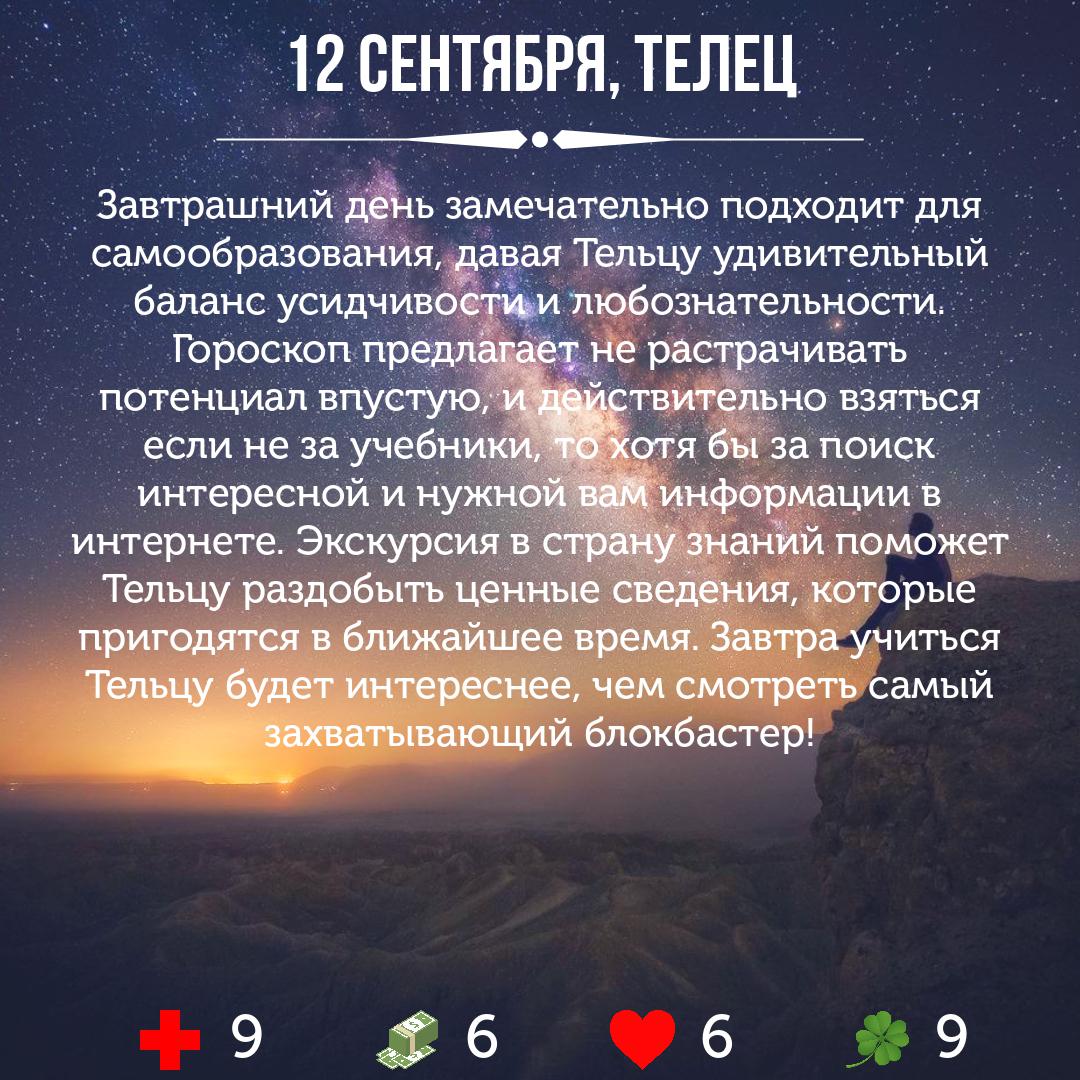 12 СЕНТЯБРЯ, ТЕЛЕЦ
Завтрашний день замечательно подходит для
самообразования, давая Тельцу удивительный
баланс усидчивости и любознательности.
Гороскоп предлагает не растрачивать
потенциал впустую, и действительно взяться
если не за учебники, то хотя бы за поиск
интересной и нужной вам информации в
интернете. Экскурсия в страну знаний поможет
Тельцу раздобыть ценные сведения, которые
пригодятся в ближайшее время. Завтра учиться
Тельцу будет интереснее, чем смотреть самый
захватывающий блокбастер!
9 6 6 9